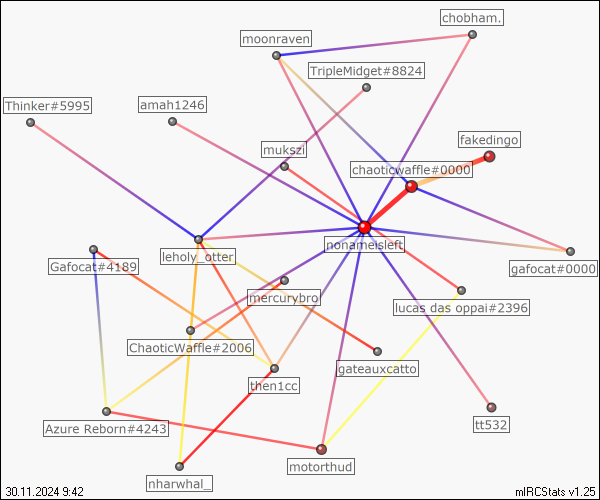 chobham.
moonraven
TripleMidget#8824
Thinker#5995
amah1246
fakedingo
mukszi
chaoticwaffle#0000
nonameisleft
leholy_otter
Gafocat#4189
gafocat#0000
mercurybro!
lucas das oppai#2396
ChaoticWaffle#2006
gateauxcatto
then1cc
Azure Reborn#4243
tt532
motorthud
nharwhal_
30.11.2024 9:42
mIRCStats v1.25